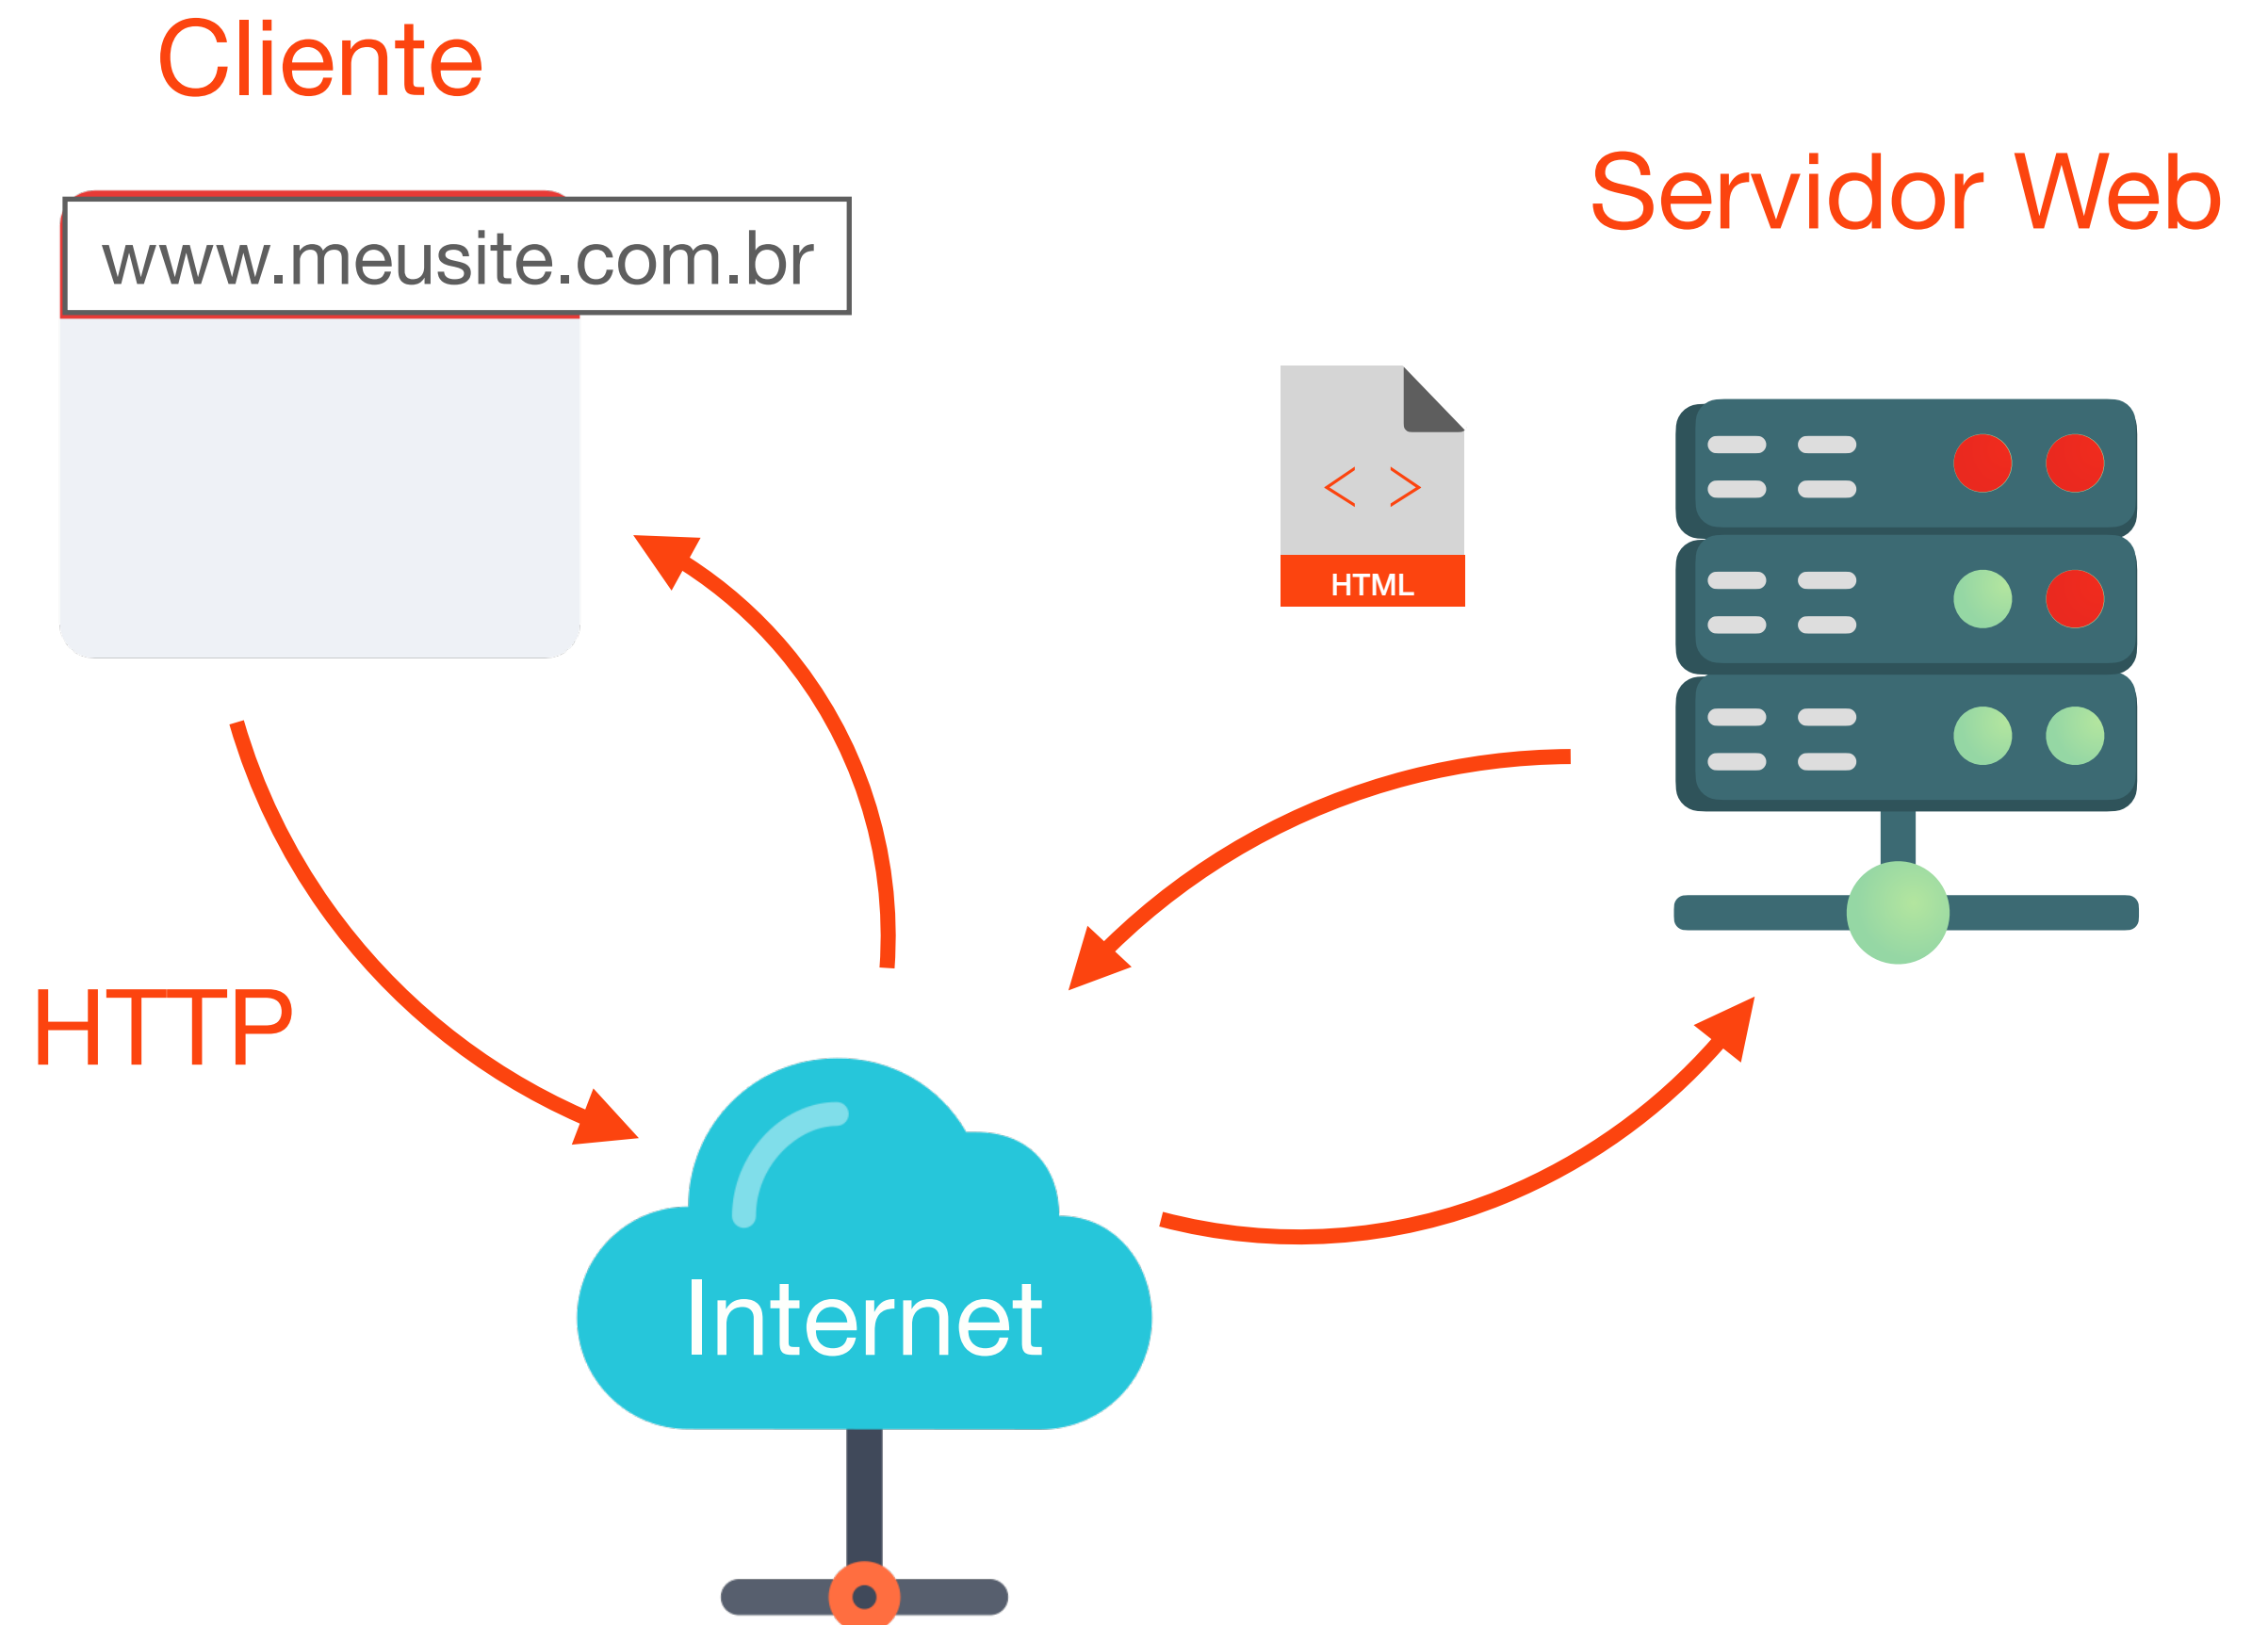 Cliente
Servidor Web
www.meusite.com.br
< >
HTML
HTTP
Internet